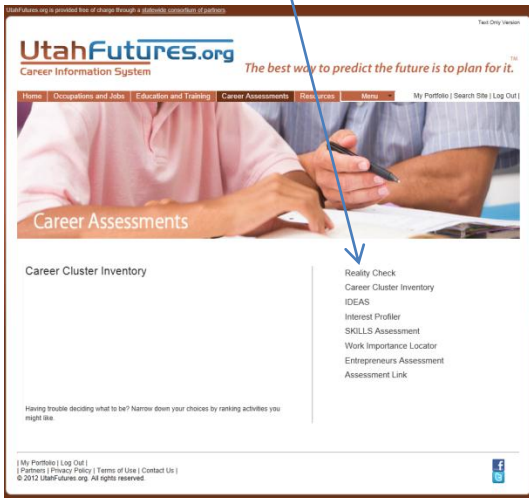 UtahFutures.org is provided free of charge through a statewide consortium of partners.
Text Only Version
UtahFutures.org
Career Information System
The best way to predict the future is to plan for it.™
Home | Occupations and Jobs | Education and Training | Career Assessments | Resources | Menu
My Portfolio | Search Site | Log Out |
Career Assessments
Career Cluster Inventory
Having trouble deciding what to be? Narrow down your choices by ranking activities you
might like.
Reality Check
Career Cluster Inventory
IDEAS
Interest Profiler
SKILLS Assessment
Work Importance Locator
Entrepreneurs Assessment
Assessment Link
| My Portfolio | Log Out |
| Partners | Privacy Policy | Terms of Use | Contact Us |
© 2012 UtahFutures.org. All rights reserved.
f